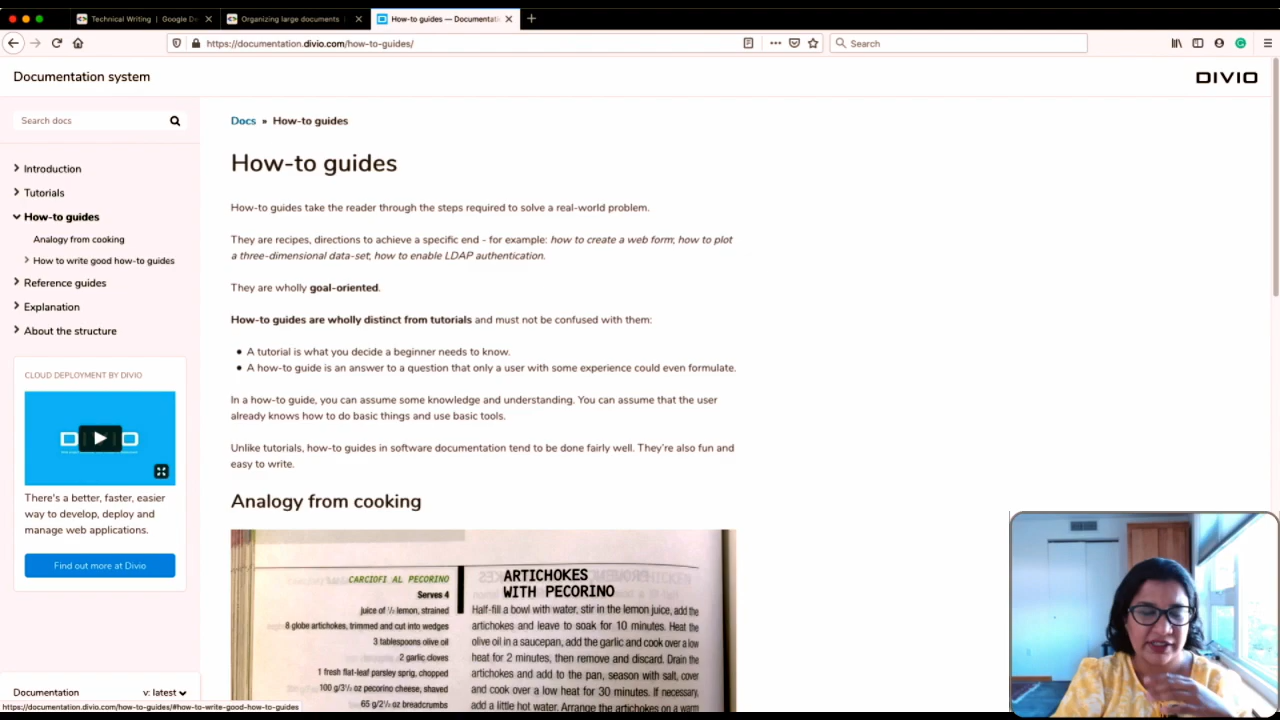 Technical Writing | Google De
Organizing large documents
How-to guides — Documentati
https://documentation.divio.com/how-to-guides/
Search
Documentation system
DIVIO
Search docs
Introduction
Tutorials
How-to guides
Analogy from cooking
How to write good how-to guides
Reference guides
Explanation
About the structure
CLOUD DEPLOYMENT BY DIVIO
There's a better, faster, easier
way to develop, deploy and
manage web applications.
Find out more at Divio
Documentation
v: latest
https://documentation.divio.com/how-to-guides/#how-to-write-good-how-to-guides
Docs » How-to guides
How-to guides
How-to guides take the reader through the steps required to solve a real-world problem.
They are recipes, directions to achieve a specific end - for example: how to create a web form; how to plot
a three-dimensional data-set; how to enable LDAP authentication.
They are wholly goal-oriented.
How-to guides are wholly distinct from tutorials and must not be confused with them:
• A tutorial is what you decide a beginner needs to know.
• A how-to guide is an answer to a question that only a user with some experience could even formulate.
In a how-to guide, you can assume some knowledge and understanding. You can assume that the user
already knows how to do basic things and use basic tools.
Unlike tutorials, how-to guides in software documentation tend to be done fairly well. They're also fun and
easy to write.
Analogy from cooking
CARCIOFI AL PECORINO
Serves 4
juice of ½ lemon, strained
8 globe artichokes, trimmed and cut into wedges
3 tablespoons olive oil
2 garlic cloves
1 fresh flat-leaf parsley sprig, chopped
100 g/3½ oz pecorino cheese, shaved
65 g/2½ oz breadcrumbs
ARTICHOKES
WITH PECORINO
Half-fill a bowl with water, stir in the lemon juice, add the
artichokes and leave to soak for 10 minutes. Heat the
olive oil in a saucepan, add the garlic and cook over a low
heat for 2 minutes, then remove and discard. Drain the
artichokes and add to the pan, season with salt, cover
and cook over a low heat for 30 minutes. If necessary,
add a little hot water. Arrange the artichokes on a warm